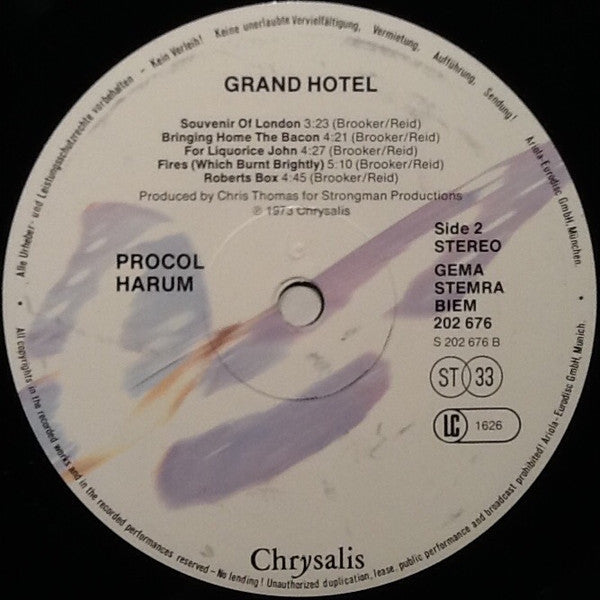 Alle Urheber- und Leistungsschutzrechte vorbehalten - Kein Verleih! Keine unerlaubte Vervielfältigung, Vermietung, Aufführung, Sendung!
Ariola-Eurodisc GmbH, München.
GRAND HOTEL
Souvenir Of London 3:23 (Brooker/Reid)
Bringing Home The Bacon 4:21 (Brooker/Reid)
For Liquorice John 4:27 (Brooker/Reid)
Fires (Which Burnt Brightly) 5:10 (Brooker/Reid)
Roberts Box 4:45 (Brooker/Reid)
Produced by Chris Thomas for Strongman Productions
℗ 1973 Chrysalis
PROCOL
HARUM
Side 2
STEREO
GEMA
STEMRA
BIEM
202 676
S 202 676 B
ST 33
LC 1626
Chrysalis
All copyrights in the recorded works and in the recorded performances reserved - No lending! Unauthorized duplication, lease, public performance and broadcast prohibited! Ariola-Eurodisc GmbH, Munich